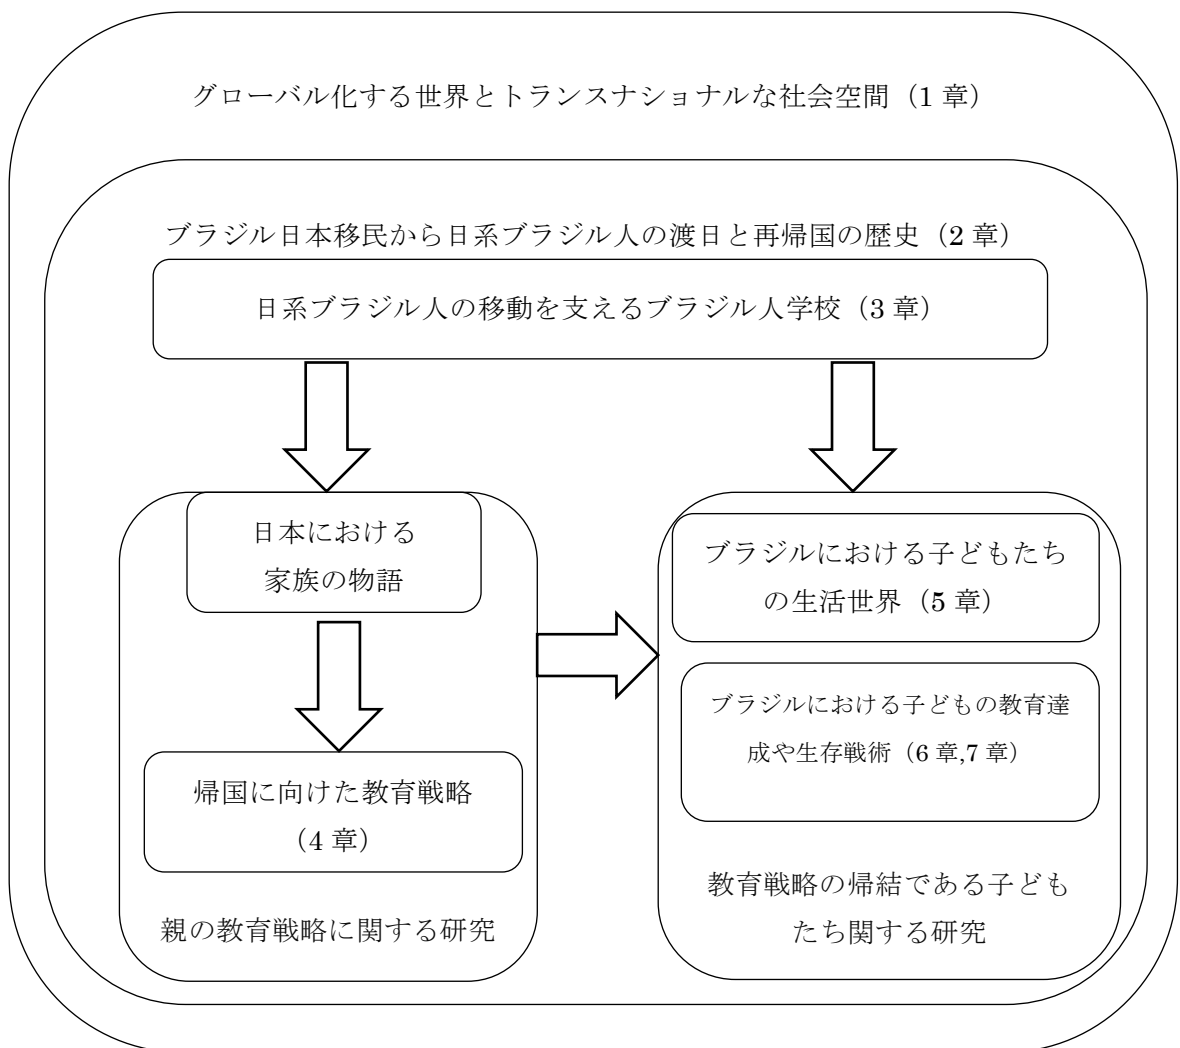 グローバル化する世界とトランスナショナルな社会空間（1 章）
ブラジル日本移民から日系ブラジル人の渡日と再帰国の歴史（2 章）
日系ブラジル人の移動を支えるブラジル人学校（3 章）
日本における
家族の物語
帰国に向けた教育戦略
（4 章）
親の教育戦略に関する研究
ブラジルにおける子どもたち
の生活世界（5 章）
ブラジルにおける子どもの教育達
成や生存戦術（6 章,7 章）
教育戦略の帰結である子ども
たち関する研究